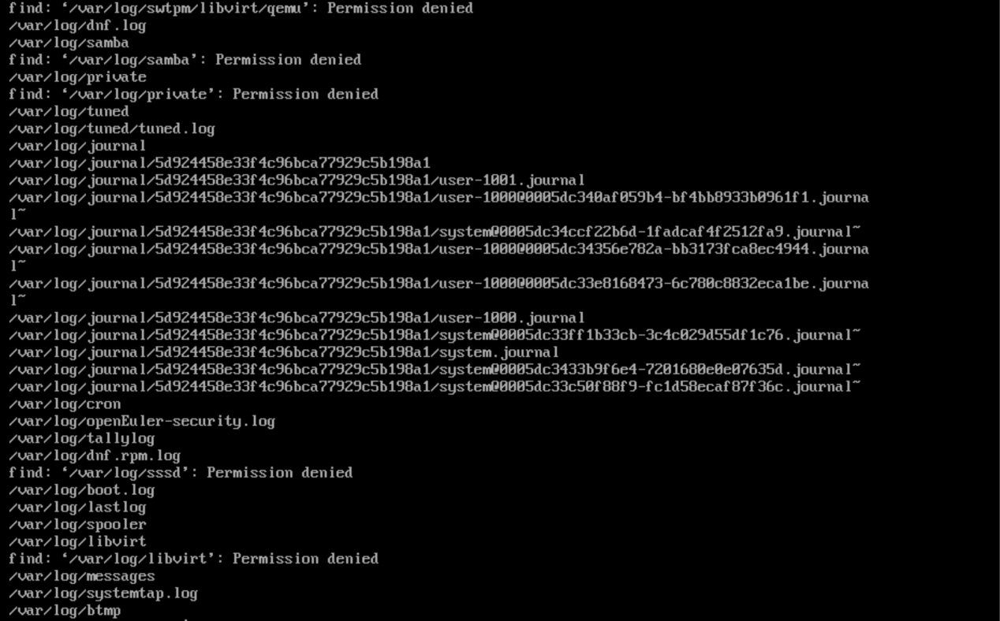 find: ‘/var/log/swtpm/libvirt/qemu’: Permission denied
/var/log/dnf.log
/var/log/samba
find: ‘/var/log/samba’: Permission denied
/var/log/private
find: ‘/var/log/private’: Permission denied
/var/log/tuned
/var/log/tuned/tuned.log
/var/log/journal
/var/log/journal/5d924458e33f4c96bca77929c5b198a1
/var/log/journal/5d924458e33f4c96bca77929c5b198a1/user-1001.journal
/var/log/journal/5d924458e33f4c96bca77929c5b198a1/user-1000@0005dc340af059b4-bf4bb8933b0961f1.journa
l~
/var/log/journal/5d924458e33f4c96bca77929c5b198a1/system@0005dc34ccf22b6d-1fadcaf4f2512fa9.journal~
/var/log/journal/5d924458e33f4c96bca77929c5b198a1/user-1000@0005dc34356e782a-bb3173fca8ec4944.journa
l~
/var/log/journal/5d924458e33f4c96bca77929c5b198a1/user-1000@0005dc33e8168473-6c780c8832eca1be.journa
l~
/var/log/journal/5d924458e33f4c96bca77929c5b198a1/user-1000.journal
/var/log/journal/5d924458e33f4c96bca77929c5b198a1/system@0005dc33ff1b33cb-3c4c029d55df1c76.journal~
/var/log/journal/5d924458e33f4c96bca77929c5b198a1/system.journal
/var/log/journal/5d924458e33f4c96bca77929c5b198a1/system@0005dc3433b9f6e4-7201680e0e07635d.journal~
/var/log/journal/5d924458e33f4c96bca77929c5b198a1/system@0005dc33c50f88f9-fc1d58ecaf87f36c.journal~
/var/log/cron
/var/log/openEuler-security.log
/var/log/tallylog
/var/log/dnf.rpm.log
find: ‘/var/log/sssd’: Permission denied
/var/log/boot.log
/var/log/lastlog
/var/log/spooler
/var/log/libvirt
find: ‘/var/log/libvirt’: Permission denied
/var/log/messages
/var/log/systemtap.log
/var/log/btmp